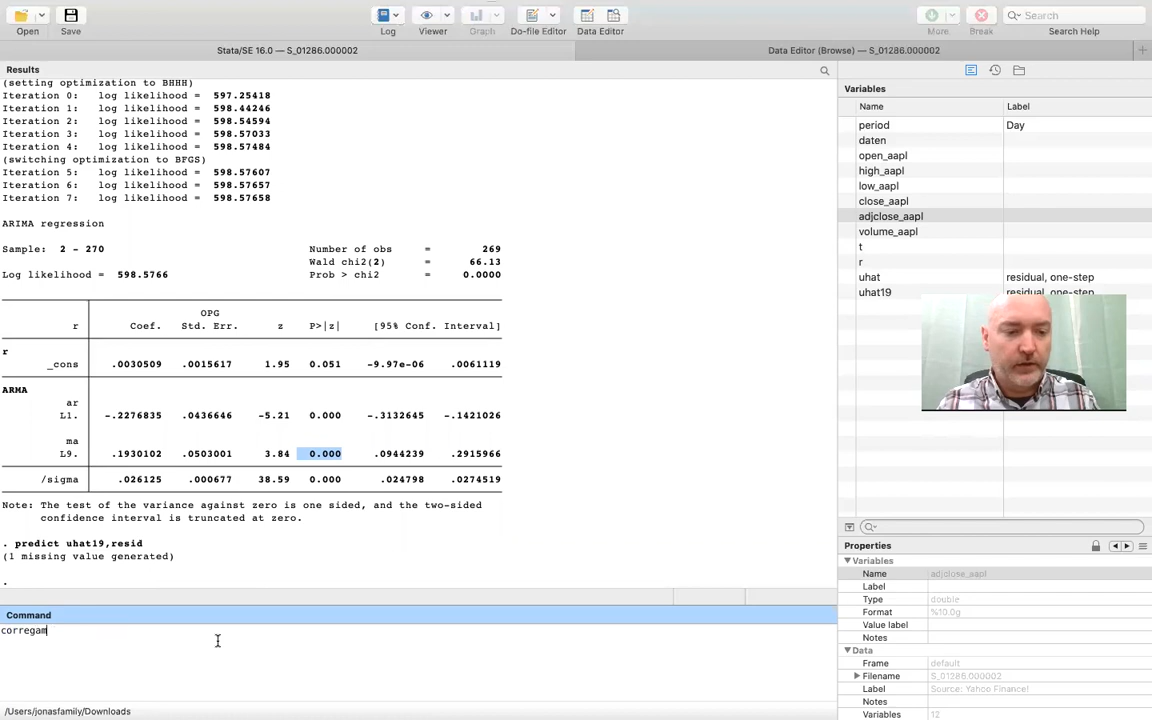 Open Save Log Viewer Graph Do-file Editor Data Editor More Break Search Help
Search
Stata/SE 16.0 — S_01286.000002 Data Editor (Browse) — S_01286.000002
Results
(setting optimization to BHHH)
Iteration 0: log likelihood = 597.25418
Iteration 1: log likelihood = 598.44246
Iteration 2: log likelihood = 598.54594
Iteration 3: log likelihood = 598.57033
Iteration 4: log likelihood = 598.57484
(switching optimization to BFGS)
Iteration 5: log likelihood = 598.57607
Iteration 6: log likelihood = 598.57657
Iteration 7: log likelihood = 598.57658
ARIMA regression
Sample: 2 - 270 Number of obs = 269
Wald chi2(2) = 66.13
Log likelihood = 598.5766 Prob > chi2 = 0.0000
OPG
r Coef. Std. Err. z P>|z| [95% Conf. Interval]
r
_cons .0030509 .0015617 1.95 0.051 -9.97e-06 .0061119
ARMA
ar
L1. -.2276835 .0436646 -5.21 0.000 -.3132645 -.1421026
ma
L9. .1930102 .0503001 3.84 0.000 .0944239 .2915966
/sigma .026125 .000677 38.59 0.000 .024798 .0274519
Note: The test of the variance against zero is one sided, and the two-sided
confidence interval is truncated at zero.
. predict uhat19,resid
(1 missing value generated)
.
Command
corregam
/Users/jonasfamily/Downloads
Variables
Name Label
period Day
daten
open_aapl
high_aapl
low_aapl
close_aapl
adjclose_aapl
volume_aapl
t
r
uhat residual, one-step
uhat19 residual, one-step
Properties
Variables
Name adjclose_aapl
Label
Type double
Format %10.0g
Value label
Notes
Data
Frame default
Filename S_01286.000002
Label Source: Yahoo Finance!
Notes
Variables 12